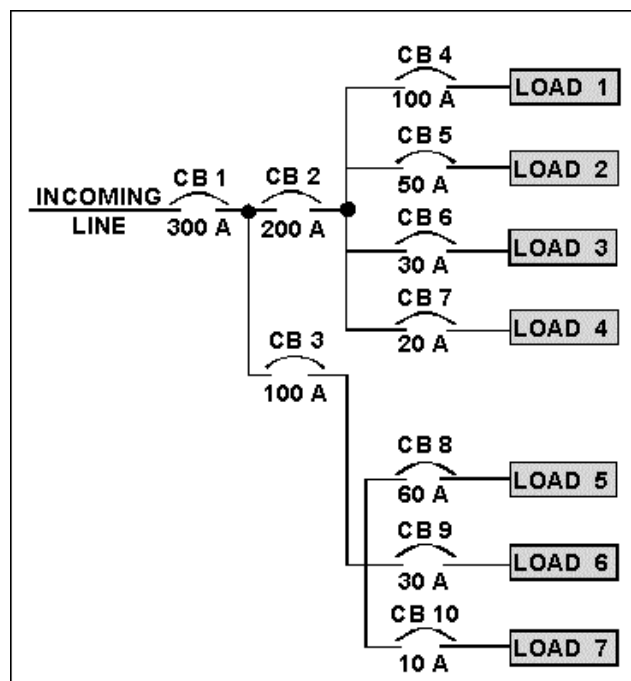 CB 4
100 A
LOAD 1
CB 5
50 A
LOAD 2
INCOMING
LINE
CB 1
300 A
CB 2
200 A
CB 6
30 A
LOAD 3
CB 7
20 A
LOAD 4
CB 3
100 A
CB 8
60 A
LOAD 5
CB 9
30 A
LOAD 6
CB 10
10 A
LOAD 7